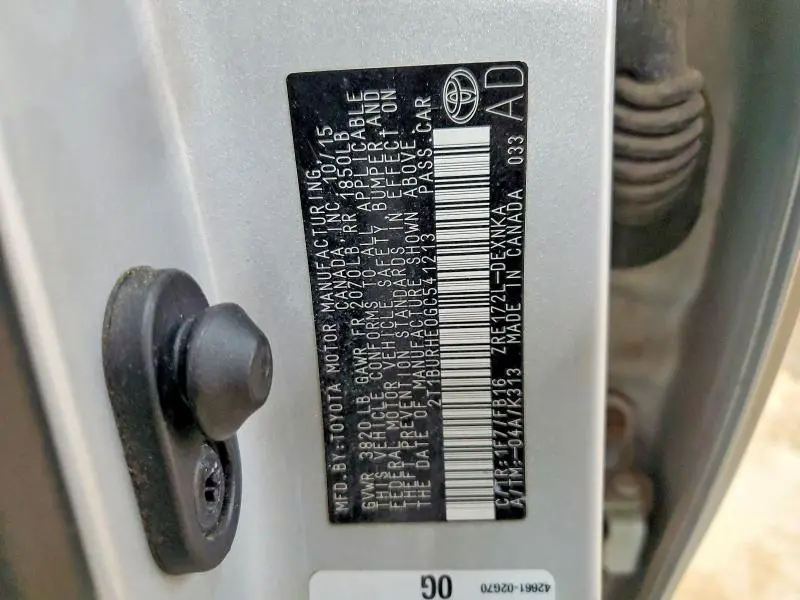 MFD. BY: TOYOTA MOTOR MANUFACTURING,
CANADA, INC. 10/15
GVWR 3820 LB GAWR FR 2070LB, RR 1850LB
THIS VEHICLE CONFORMS TO ALL APPLICABLE
FEDERAL MOTOR VEHICLE SAFETY, BUMPER AND
THEFT PREVENTION STANDARDS IN EFFECT ON
THE DATE OF MANUFACTURE SHOWN ABOVE
2T1BURHE0GC541213 PASS CAR
C/TR:1F7/FB16 ZRE172L-DEXNKA
A/TM:-04A/K313 MADE IN CANADA 033
AD
0G
42661-02G70